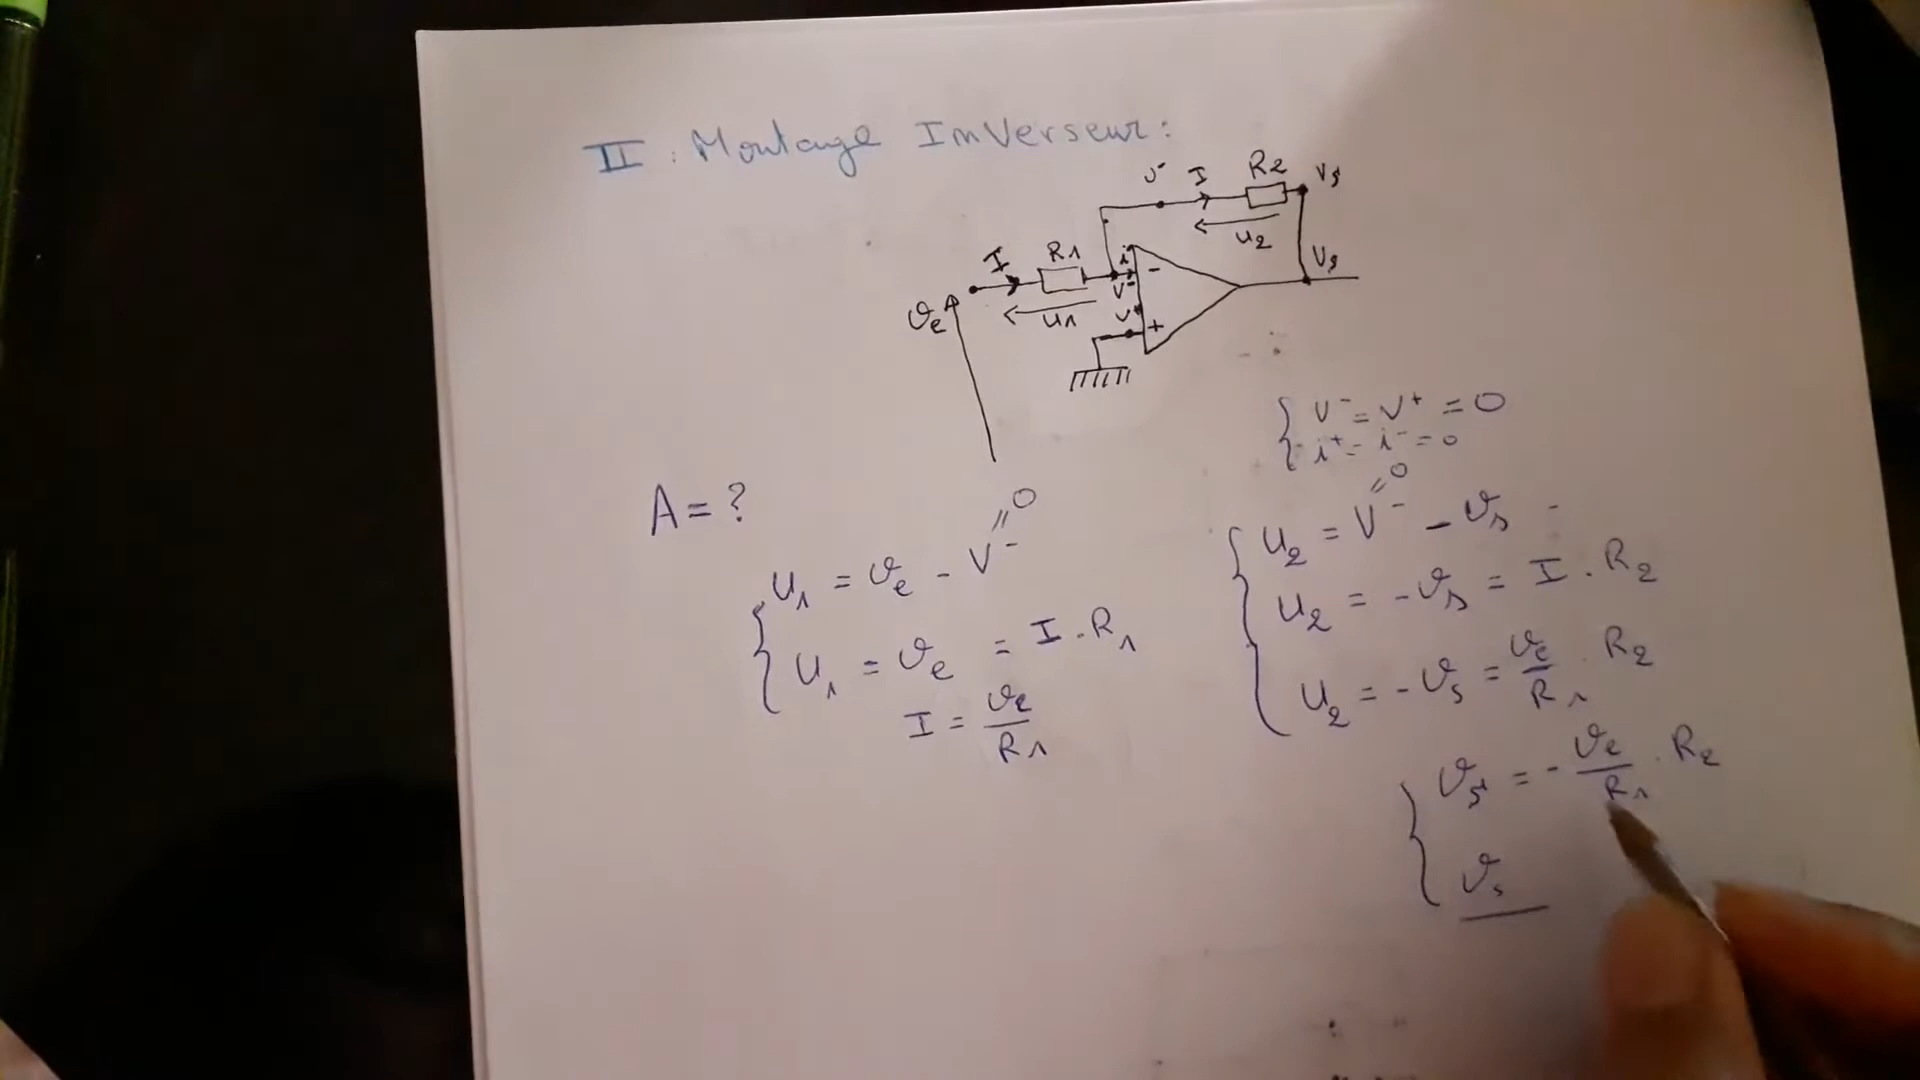 II. Montage Inverseur:
V⁻ I R2 Vs
u2
I R1 i - Vs
V⁻
ve u1 V⁺ +
{ V⁻ = V⁺ = 0
i⁺ = i⁻ = 0
A = ?
{ U1 = ve - V⁻ = 0
U1 = ve = I . R1
I = ve / R1
{ U2 = V⁻ - vs = 0
U2 = -vs = I . R2
U2 = -vs = ve / R1 . R2
{ vs = - ve / R1 . R2
vs